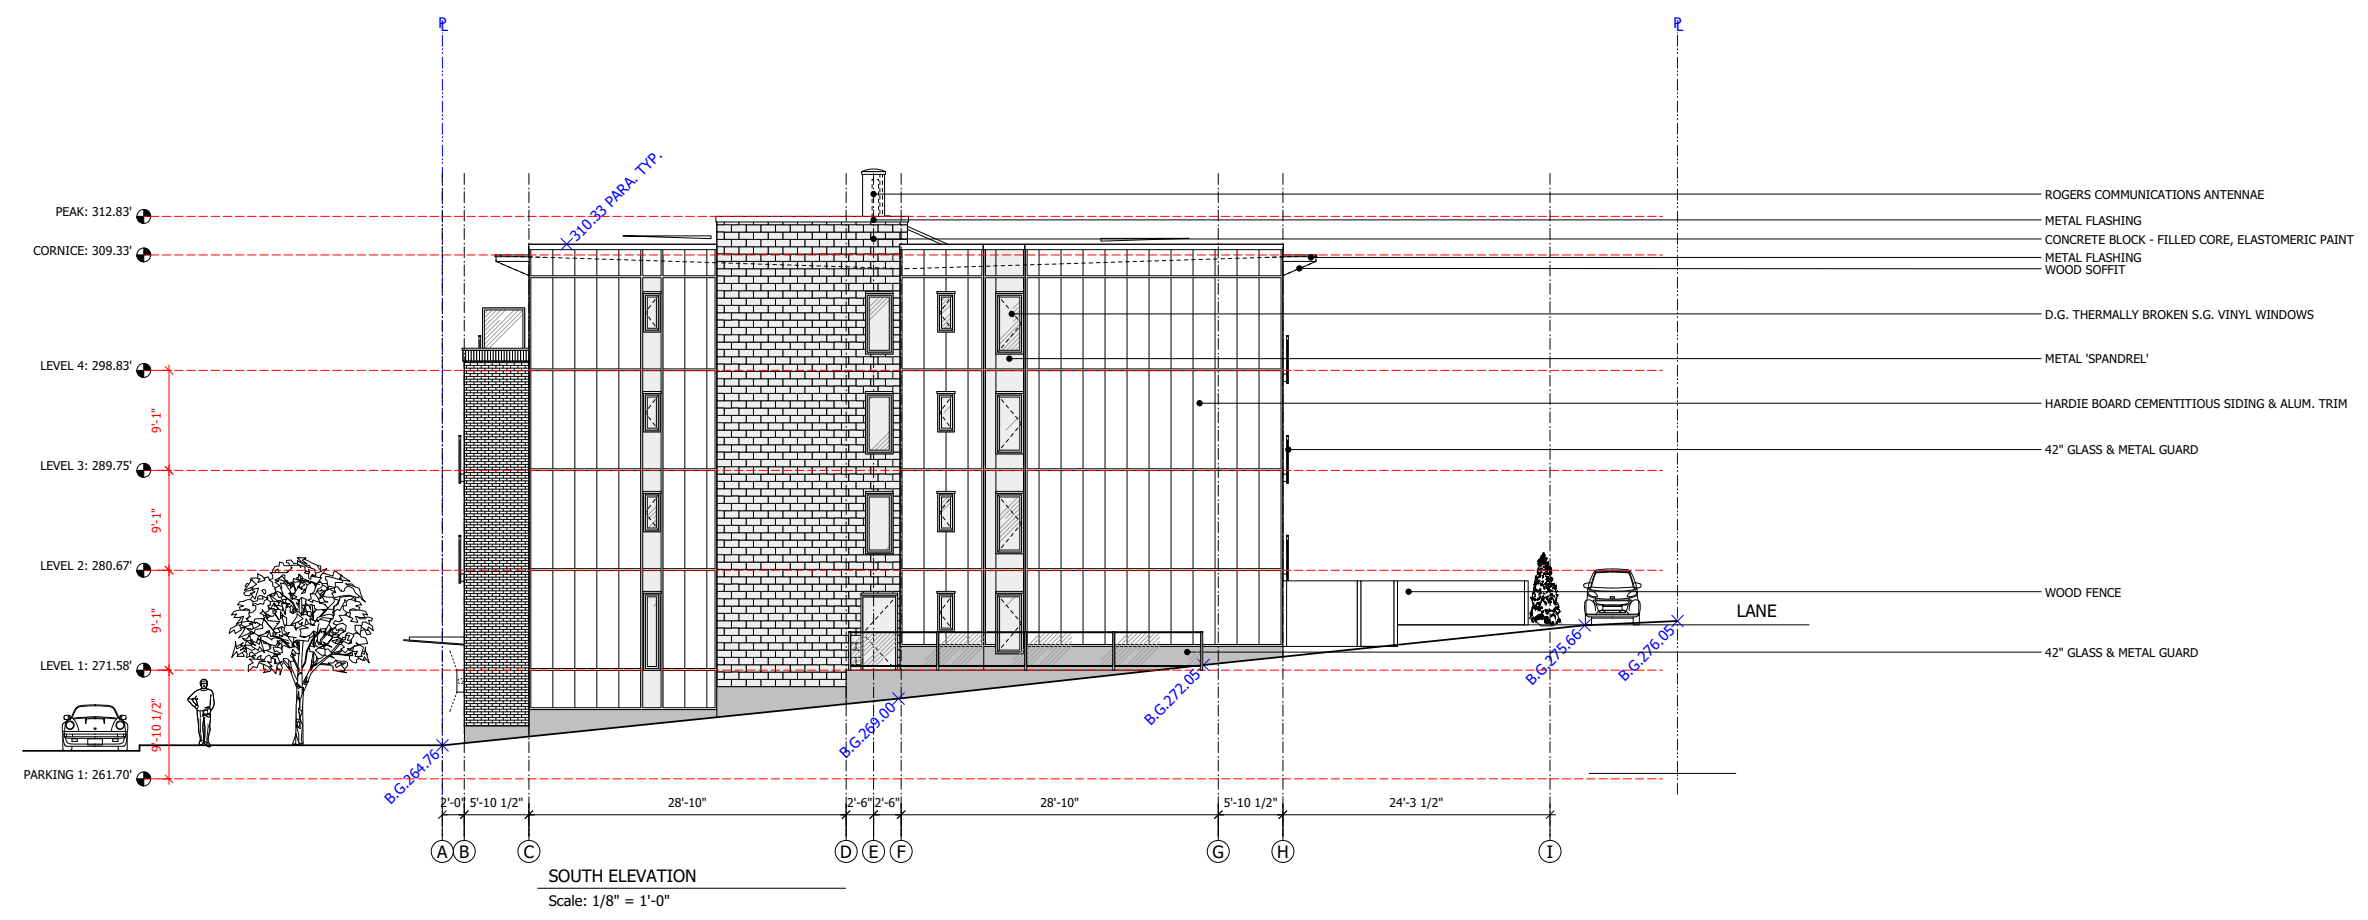 PL
PL
310.33 PARA. TYP.
PEAK: 312.83'
CORNICE: 309.33'
LEVEL 4: 298.83'
9'-1"
LEVEL 3: 289.75'
9'-1"
LEVEL 2: 280.67'
9'-1"
LEVEL 1: 271.58'
9'-10 1/2"
PARKING 1: 261.70'
ROGERS COMMUNICATIONS ANTENNAE
METAL FLASHING
CONCRETE BLOCK - FILLED CORE, ELASTOMERIC PAINT
METAL FLASHING
WOOD SOFFIT
D.G. THERMALLY BROKEN S.G. VINYL WINDOWS
METAL 'SPANDREL'
HARDIE BOARD CEMENTITIOUS SIDING & ALUM. TRIM
42" GLASS & METAL GUARD
WOOD FENCE
LANE
42" GLASS & METAL GUARD
B.G.264.76
B.G.269.00
B.G.272.05
B.G.275.66
B.G.276.05
2'-0" 5'-10 1/2" 28'-10" 2'-6" 2'-6" 28'-10" 5'-10 1/2" 24'-3 1/2"
A B C D E F G H I
SOUTH ELEVATION
Scale: 1/8" = 1'-0"